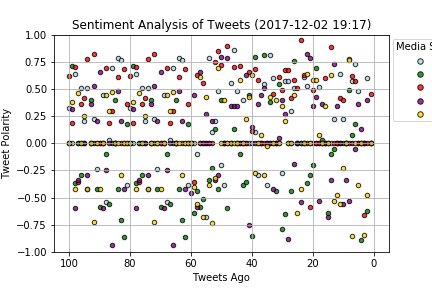 Sentiment Analysis of Tweets (2017-12-02 19:17)
Media S
Tweet Polarity
1.00
0.75
0.50
0.25
0.00
−0.25
−0.50
−0.75
−1.00
100 80 60 40 20 0
Tweets Ago